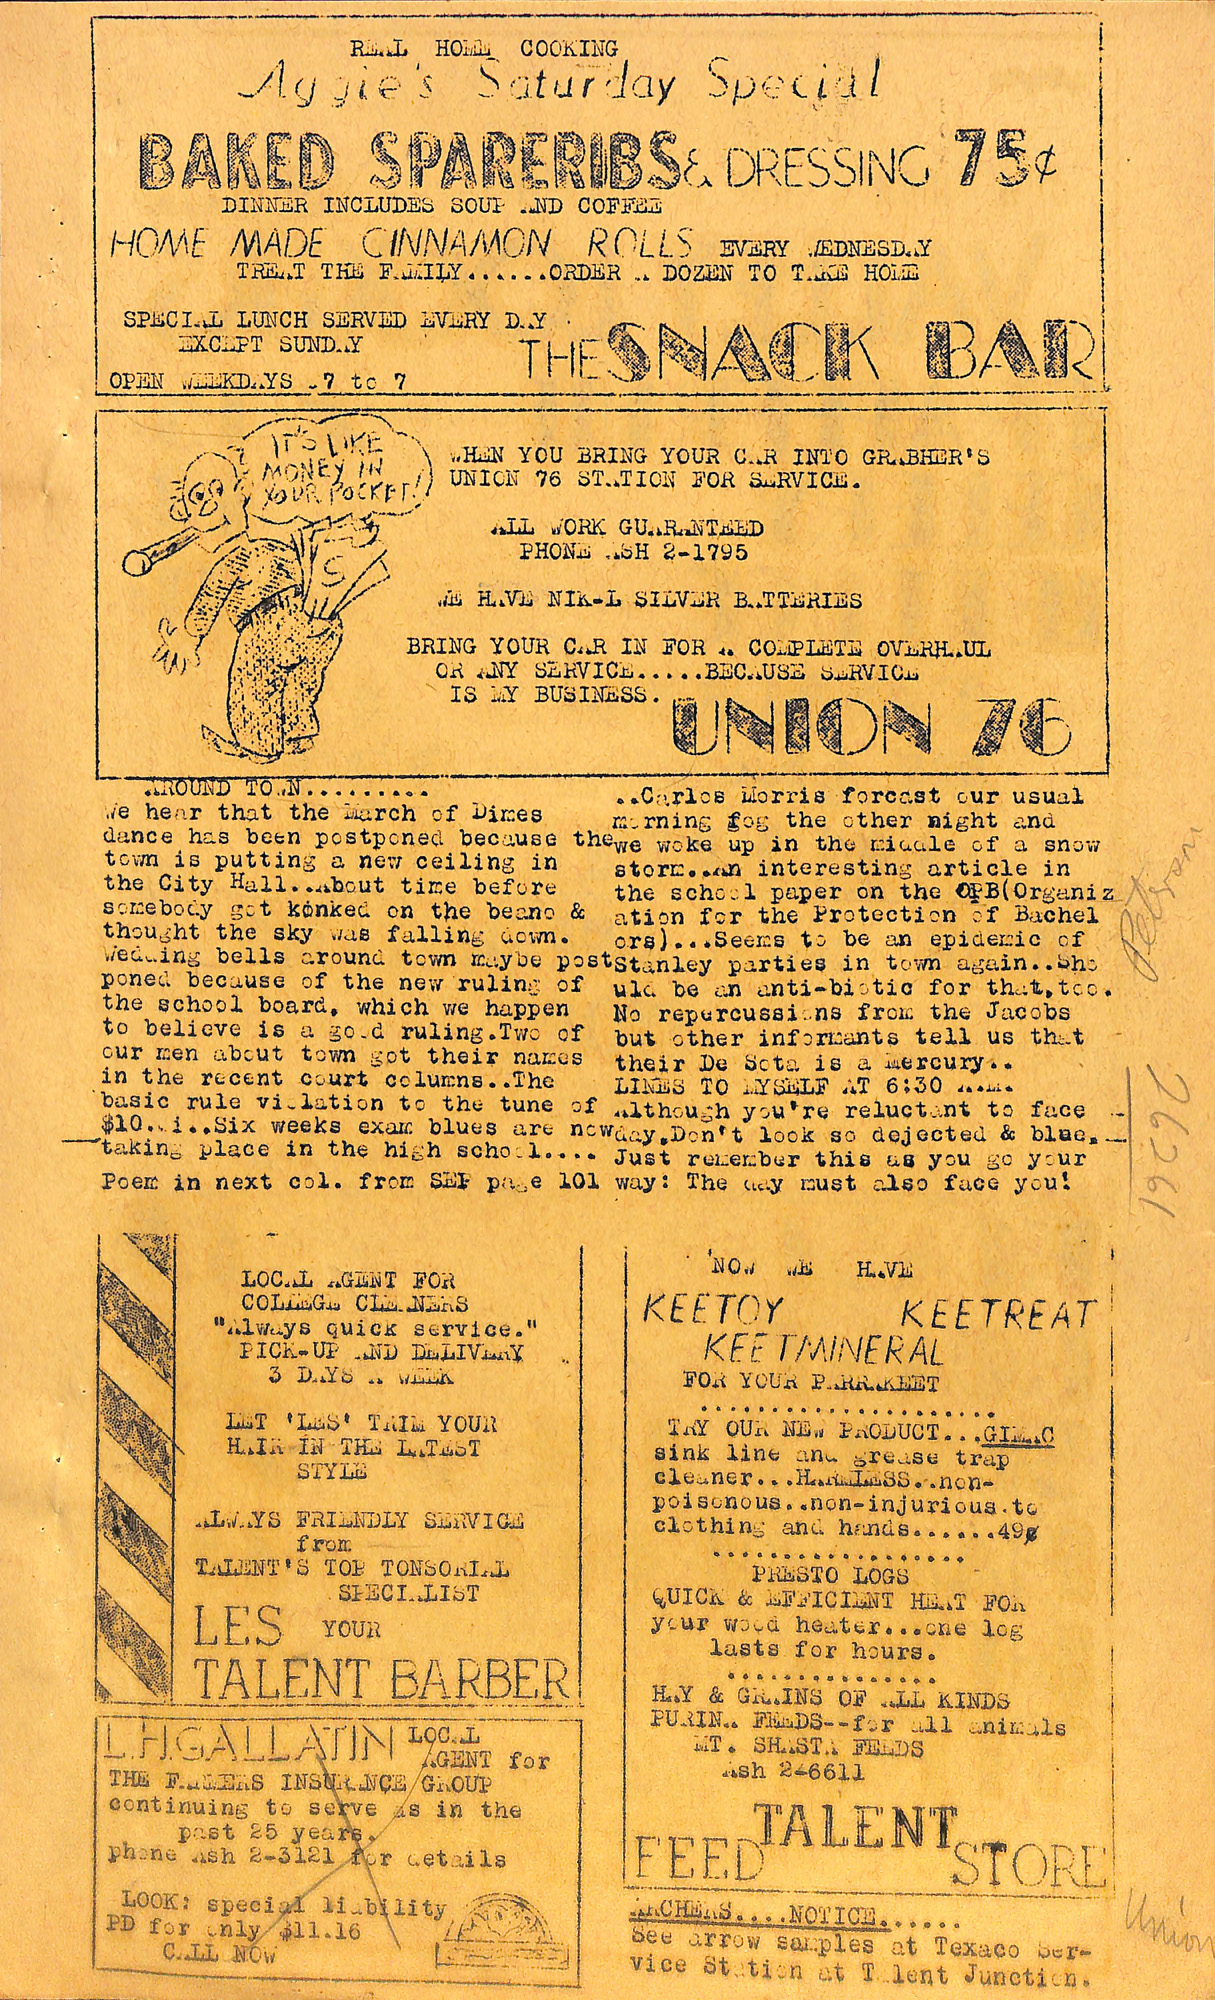 REAL HOME COOKING
Aggie's Saturday Special
BAKED SPARERIBS & DRESSING 75¢
DINNER INCLUDES SOUP AND COFFEE
HOME MADE CINNAMON ROLLS EVERY WEDNESDAY
TREAT THE FAMILY.......ORDER A DOZEN TO TAKE HOME
SPECIAL LUNCH SERVED EVERY DAY
EXCEPT SUNDAY
OPEN WEEKDAYS .7 to 7
THE SNACK BAR
IT'S LIKE
MONEY IN
YOUR POCKET!
WHEN YOU BRING YOUR CAR INTO GRABHER'S
UNION 76 STATION FOR SERVICE.
ALL WORK GUARANTEED
PHONE ASH 2-1795
WE HAVE NIK-L SILVER BATTERIES
BRING YOUR CAR IN FOR A COMPLETE OVERHAUL
OR ANY SERVICE.....BECAUSE SERVICE
IS MY BUSINESS.
UNION 76
AROUND TOWN.........
We hear that the March of Dimes
dance has been postponed because the
town is putting a new ceiling in
the City Hall..About time before
somebody got konked on the beano &
thought the sky was falling down.
Wedding bells around town maybe post
poned because of the new ruling of
the school board, which we happen
to believe is a good ruling.Two of
our men about town got their names
in the recent court columns..The
basic rule violation to the tune of
$10..i..Six weeks exam blues are now
taking place in the high school....
Poem in next col. from SEP page 101
..Carlos Morris forcast our usual
morning fog the other night and
we woke up in the middle of a snow
storm..An interesting article in
the school paper on the OPB(Organiz
ation for the Protection of Bachel
ors)...Seems to be an epidemic of
Stanley parties in town again..Sho
uld be an anti-biotic for that,too.
No repercussions from the Jacobs
but other informants tell us that
their De Sota is a Mercury..
LINES TO MYSELF AT 6:30 A.M.
Although you're reluctant to face
day,Don't look so dejected & blue,
Just remember this as you go your
way: The day must also face you!
Peterson
19261
LOCAL AGENT FOR
COLLEGE CLEANERS
"Always quick service."
PICK-UP AND DELIVERY
3 DAYS A WEEK
LET 'LES' TRIM YOUR
HAIR IN THE LATEST
STYLE
ALWAYS FRIENDLY SERVICE
from
TALENT'S TOP TONSORIAL
SPECIALIST
LES YOUR
TALENT BARBER
L.H.GALLATIN LOCAL
AGENT for
THE FARMERS INSURANCE GROUP
continuing to serve as in the
past 25 years.
phone Ash 2-3121 for details
LOOK: special liability
PD for only $11.16
CALL NOW
NOW WE HAVE
KEETOY KEETREAT
KEETMINERAL
FOR YOUR PARRAKEET
.....................
TRY OUR NEW PRODUCT...GIMAC
sink line and grease trap
cleaner...HARMLESS..non-
poisonous..non-injurious.to
clothing and hands......49¢
..................
PRESTO LOGS
QUICK & EFFICIENT HEAT FOR
your wood heater...one log
lasts for hours.
...............
HAY & GRAINS OF ALL KINDS
PURINA FEEDS--for all animals
MT. SHASTA FEEDS
Ash 2-6611
TALENT
FEED STORE
ARCHERS....NOTICE......
See arrow samples at Texaco Ser-
vice Station at Talent Junction.
Union